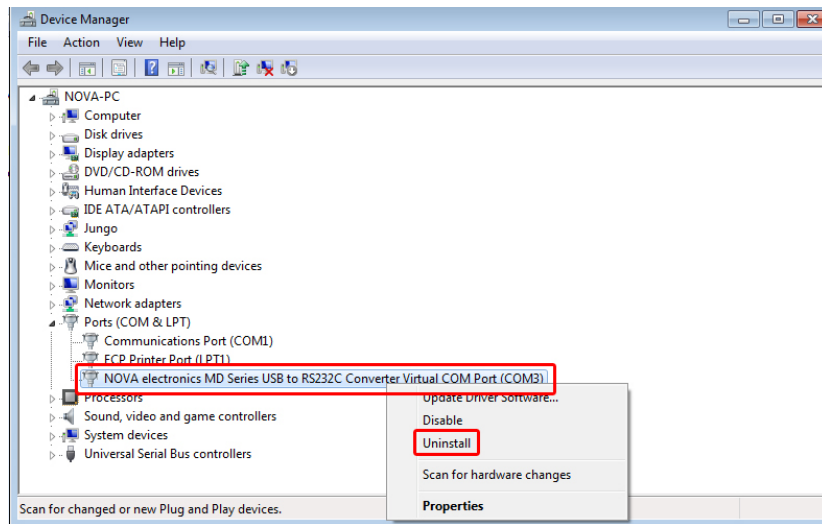 Device Manager
File Action View Help
NOVA-PC
Computer
Disk drives
Display adapters
DVD/CD-ROM drives
Human Interface Devices
IDE ATA/ATAPI controllers
Jungo
Keyboards
Mice and other pointing devices
Monitors
Network adapters
Ports (COM & LPT)
Communications Port (COM1)
ECP Printer Port (LPT1)
NOVA electronics MD Series USB to RS232C Converter Virtual COM Port (COM3)
Processors
Sound, video and game controllers
System devices
Universal Serial Bus controllers
Update Driver Software...
Disable
Uninstall
Scan for hardware changes
Properties
Scan for changed or new Plug and Play devices.